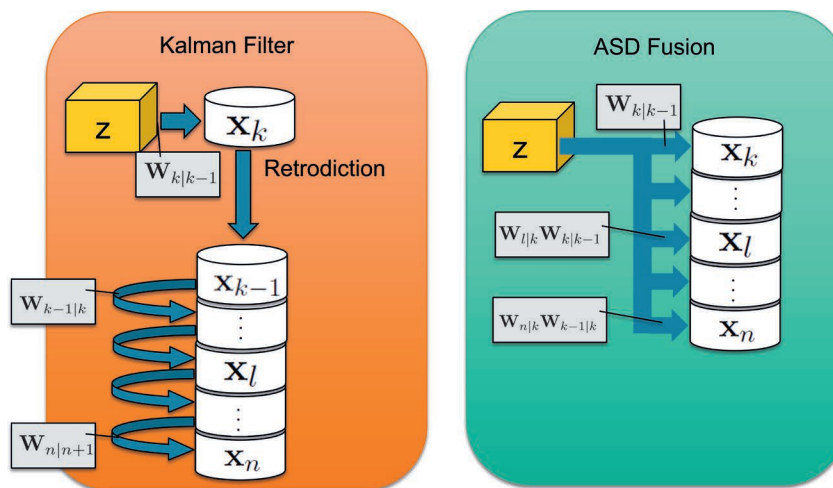 Kalman Filter
z
x_k
W_{k|k−1}
Retrodiction
x_{k−1}
W_{k−1|k}
⋮
x_l
⋮
W_{n|n+1}
x_n
ASD Fusion
W_{k|k−1}
z
x_k
⋮
W_{l|k}W_{k|k−1}
x_l
⋮
W_{n|k}W_{k−1|k}
x_n